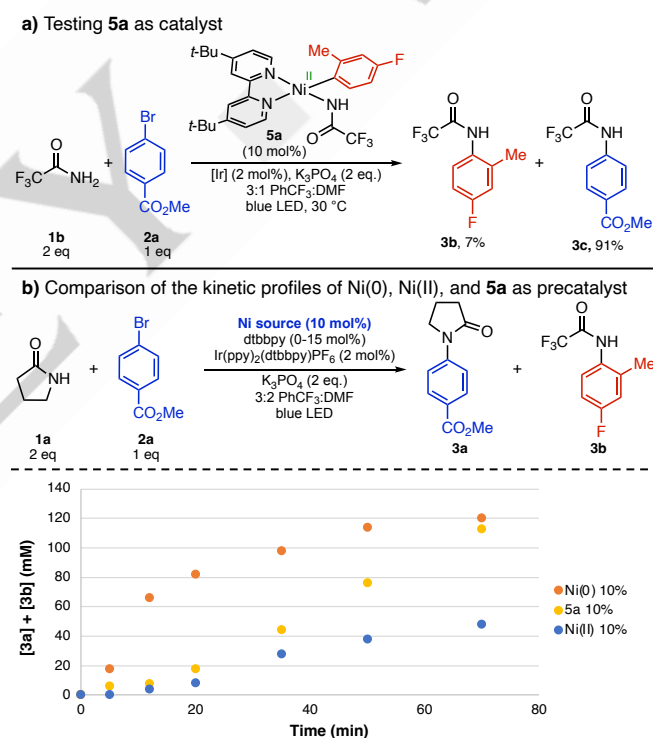 a) Testing 5a as catalyst
t-Bu
t-Bu
N
N
Ni
II
Me
F
NH
O
CF3
5a
(10 mol%)
O
F3C
NH2
1b
2 eq
+
Br
CO2Me
2a
1 eq
[Ir] (2 mol%), K3PO4 (2 eq.)
3:1 PhCF3:DMF
blue LED, 30 °C
O
F3C
NH
Me
F
3b, 7%
+
O
F3C
NH
CO2Me
3c, 91%
b) Comparison of the kinetic profiles of Ni(0), Ni(II), and 5a as precatalyst
O
NH
1a
2 eq
+
Br
CO2Me
2a
1 eq
Ni source (10 mol%)
dtbbpy (0-15 mol%)
Ir(ppy)2(dtbbpy)PF6 (2 mol%)
K3PO4 (2 eq.)
3:2 PhCF3:DMF
blue LED
N
O
CO2Me
3a
+
O
F3C
NH
Me
F
3b
[3a] + [3b] (mM)
140
120
100
80
60
40
20
0
0 20 40 60 80
Time (min)
Ni(0) 10%
5a 10%
Ni(II) 10%